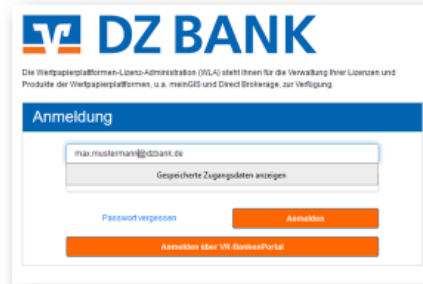 DZ BANK
Die Wertpapierplattformen-Lizenz-Administration (WLA) steht Ihnen für die Verwaltung Ihrer Lizenzen und
Produkte der Wertpapierplattformen, u.a. meinGIS und Direct Brokerage, zur Verfügung.
Anmeldung
max.mustermann@dzbank.de
Gespeicherte Zugangsdaten anzeigen
Passwort vergessen
Anmelden
Anmelden über VR-BankenPortal